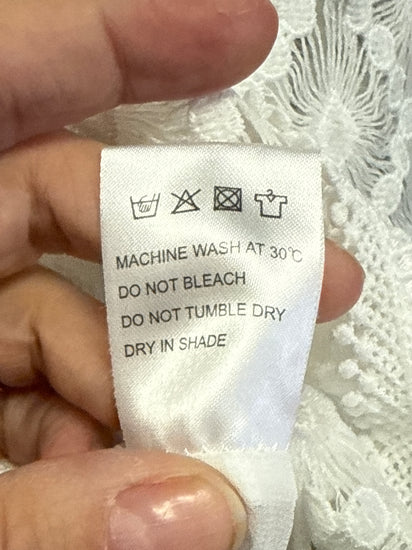 MACHINE WASH AT 30°C
DO NOT BLEACH
DO NOT TUMBLE DRY
DRY IN SHADE